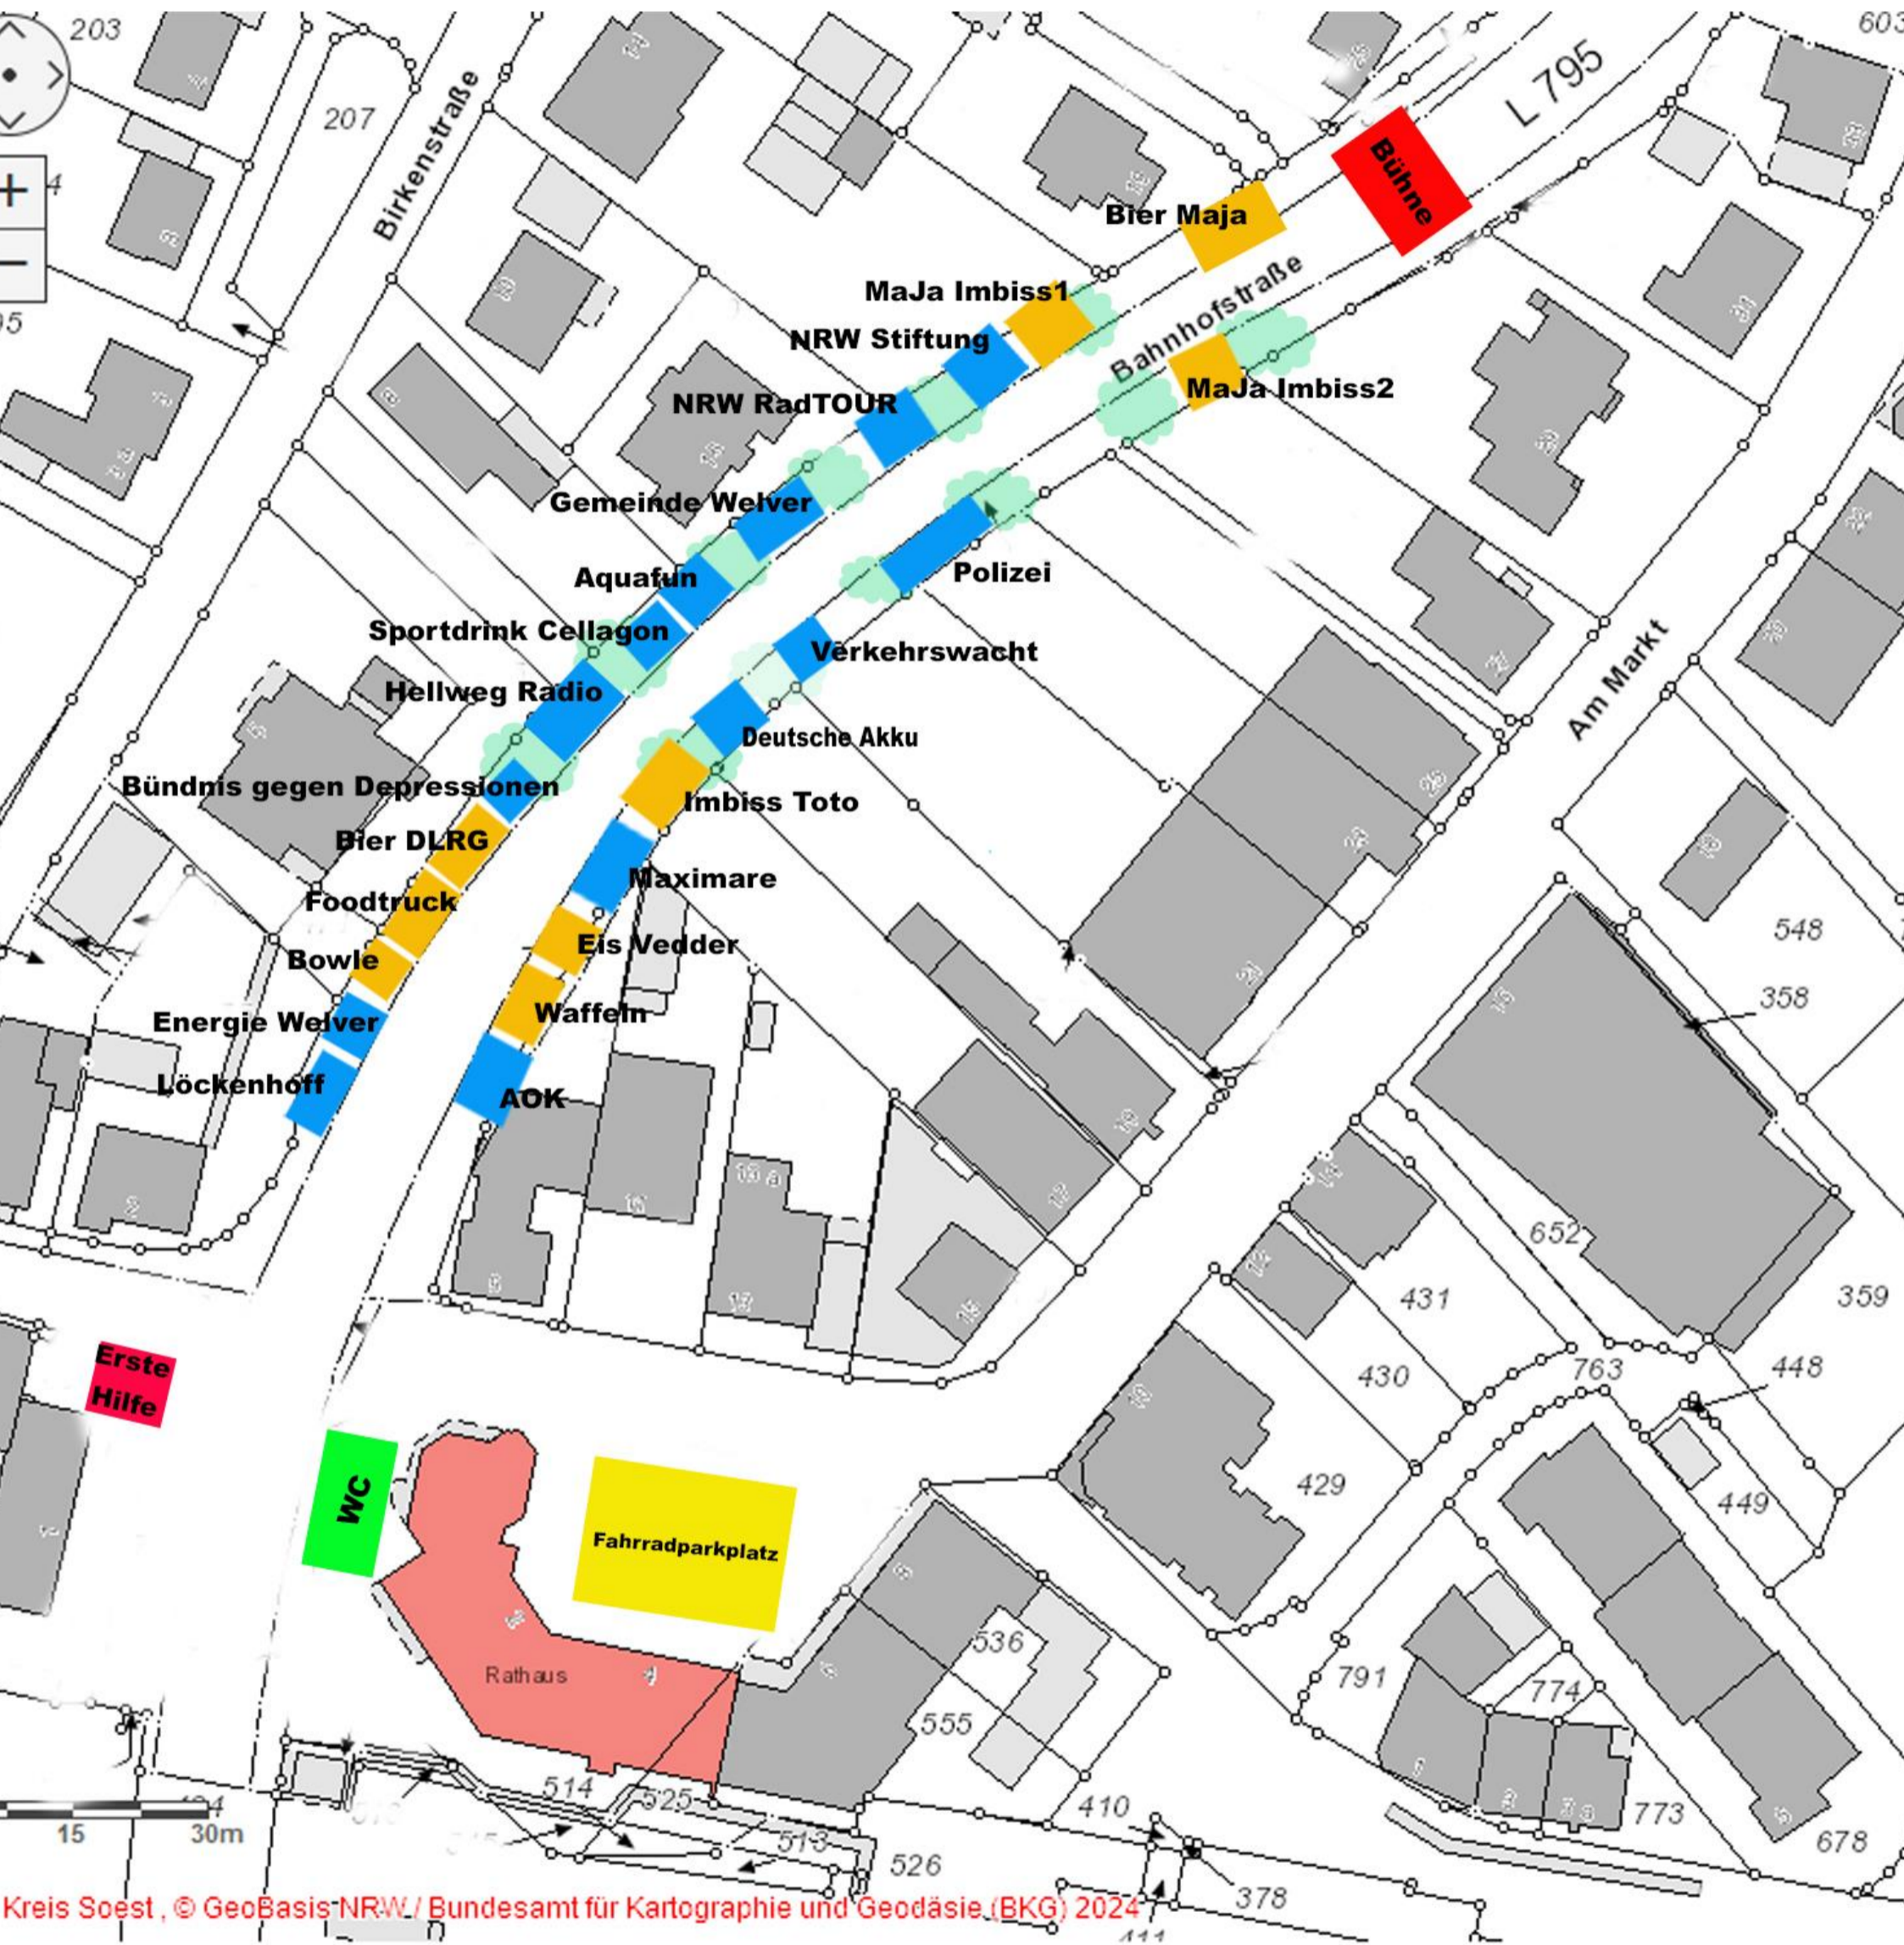 203
603
207
Birkenstraße
L 795
Bühne
Bier Maja
Bahnhofstraße
MaJa Imbiss1
NRW Stiftung
MaJa Imbiss2
NRW RadTOUR
Gemeinde Welver
Polizei
Aquafun
Sportdrink Cellagon
Verkehrswacht
Hellweg Radio
Deutsche Akku
Am Markt
Bündnis gegen Depressionen
Imbiss Toto
Bier DLRG
Maximare
Foodtruck
Eis Vedder
Bowle
Waffeln
Energie Welver
Löckenhoff
AOK
548
358
652
359
431
430
763
448
429
449
Erste
Hilfe
WC
Fahrradparkplatz
Rathaus
536
555
791
774
773
678
514
525
513
526
410
378
15
30m
Kreis Soest , © GeoBasis NRW / Bundesamt für Kartographie und Geodäsie (BKG) 2024